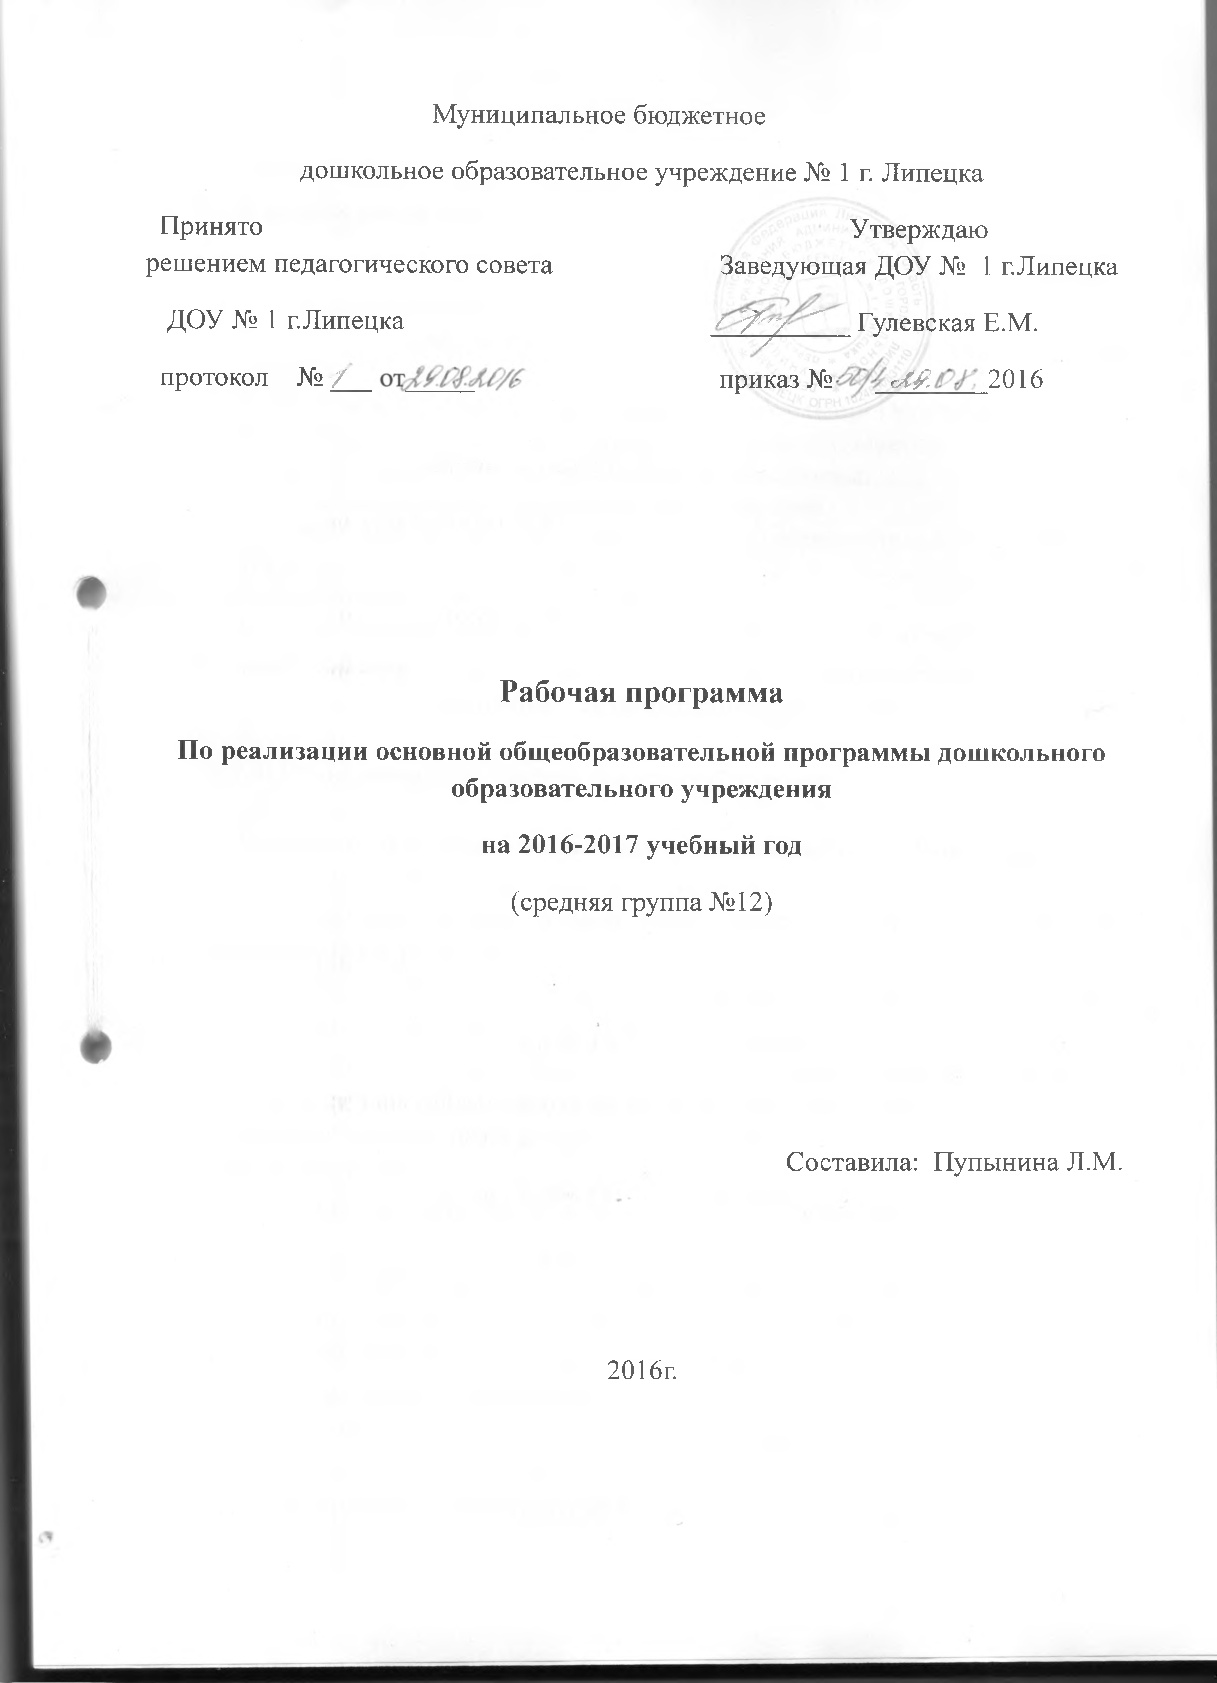 Муниципальное бюджетное
дошкольное образовательное учреждение № 1 г. Липецка
Принято
решением педагогического совета
ДОУ № 1 г.Липецка
протокол № 1 от 29.08.2016
Утверждаю
Заведующая ДОУ № 1 г.Липецка
Гулевская Е.М.
приказ № 29.08.2016
Рабочая программа
По реализации основной общеобразовательной программы дошкольного
образовательного учреждения
на 2016-2017 учебный год
(средняя группа №12)
Составила: Пупынина Л.М.
2016г.